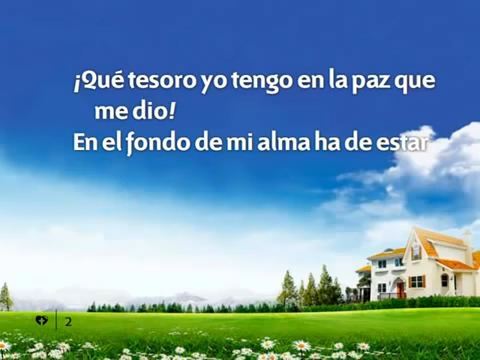 ¡Qué tesoro yo tengo en la paz que
me dio!
En el fondo de mi alma ha de estar
2